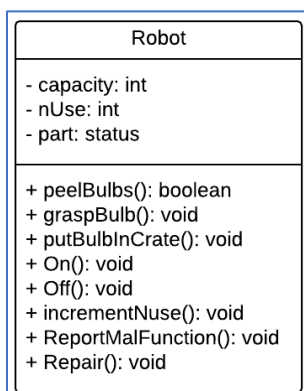 Robot
- capacity: int
- nUse: int
- part: status
+ peelBulbs(): boolean
+ graspBulb(): void
+ putBulbInCrate(): void
+ On(): void
+ Off(): void
+ incrementNuse(): void
+ ReportMalFunction(): void
+ Repair(): void